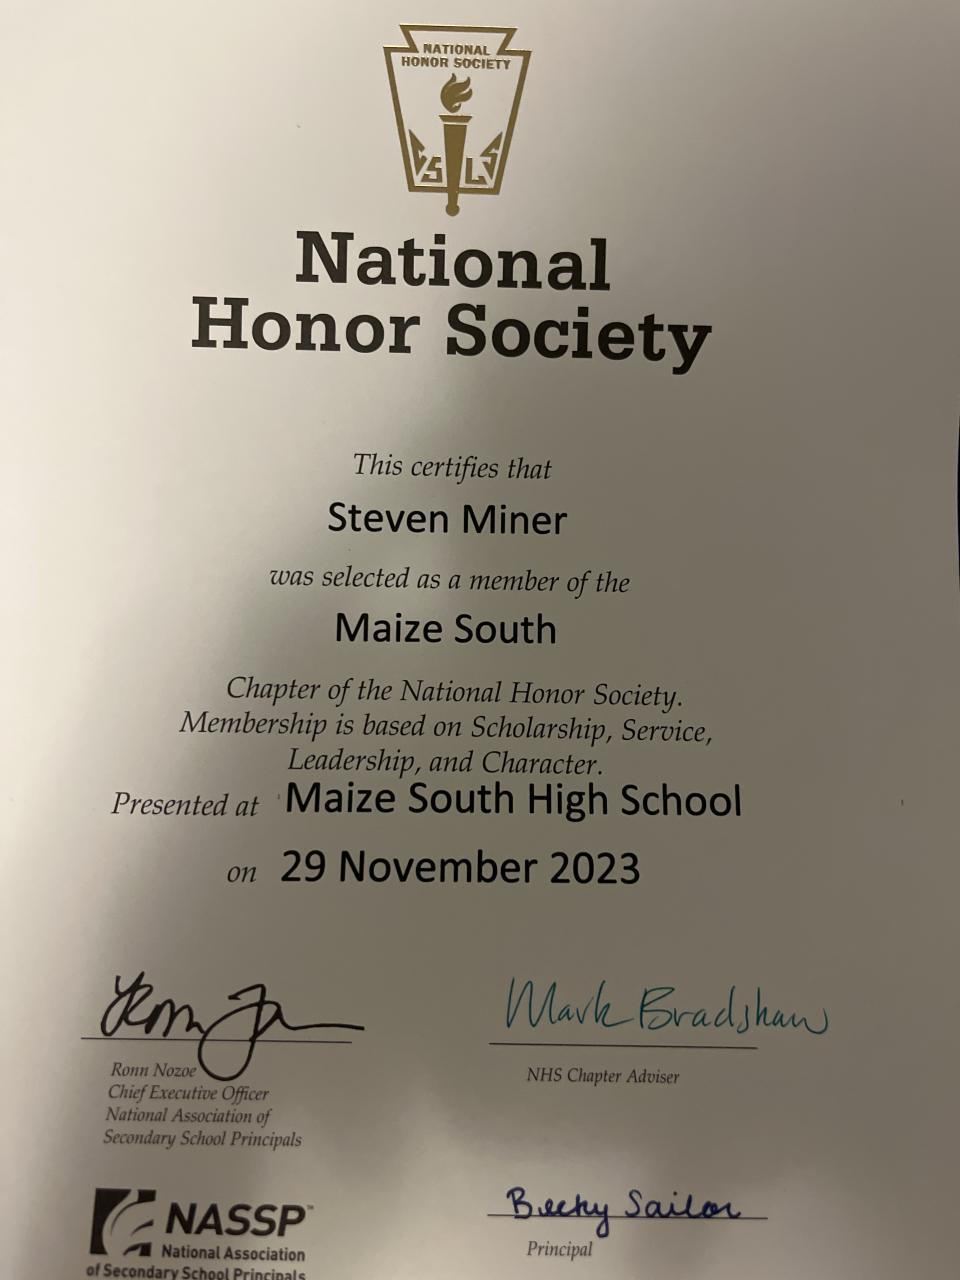 NATIONAL
HONOR SOCIETY
C S L S
National
Honor Society
This certifies that
Steven Miner
was selected as a member of the
Maize South
Chapter of the National Honor Society.
Membership is based on Scholarship, Service,
Leadership, and Character.
Presented at Maize South High School
on 29 November 2023
Mark Bradshaw
Ronn Nozoe
Chief Executive Officer
National Association of
Secondary School Principals
NHS Chapter Adviser
NASSP™
National Association
of Secondary School Principals
Becky Sailor
Principal